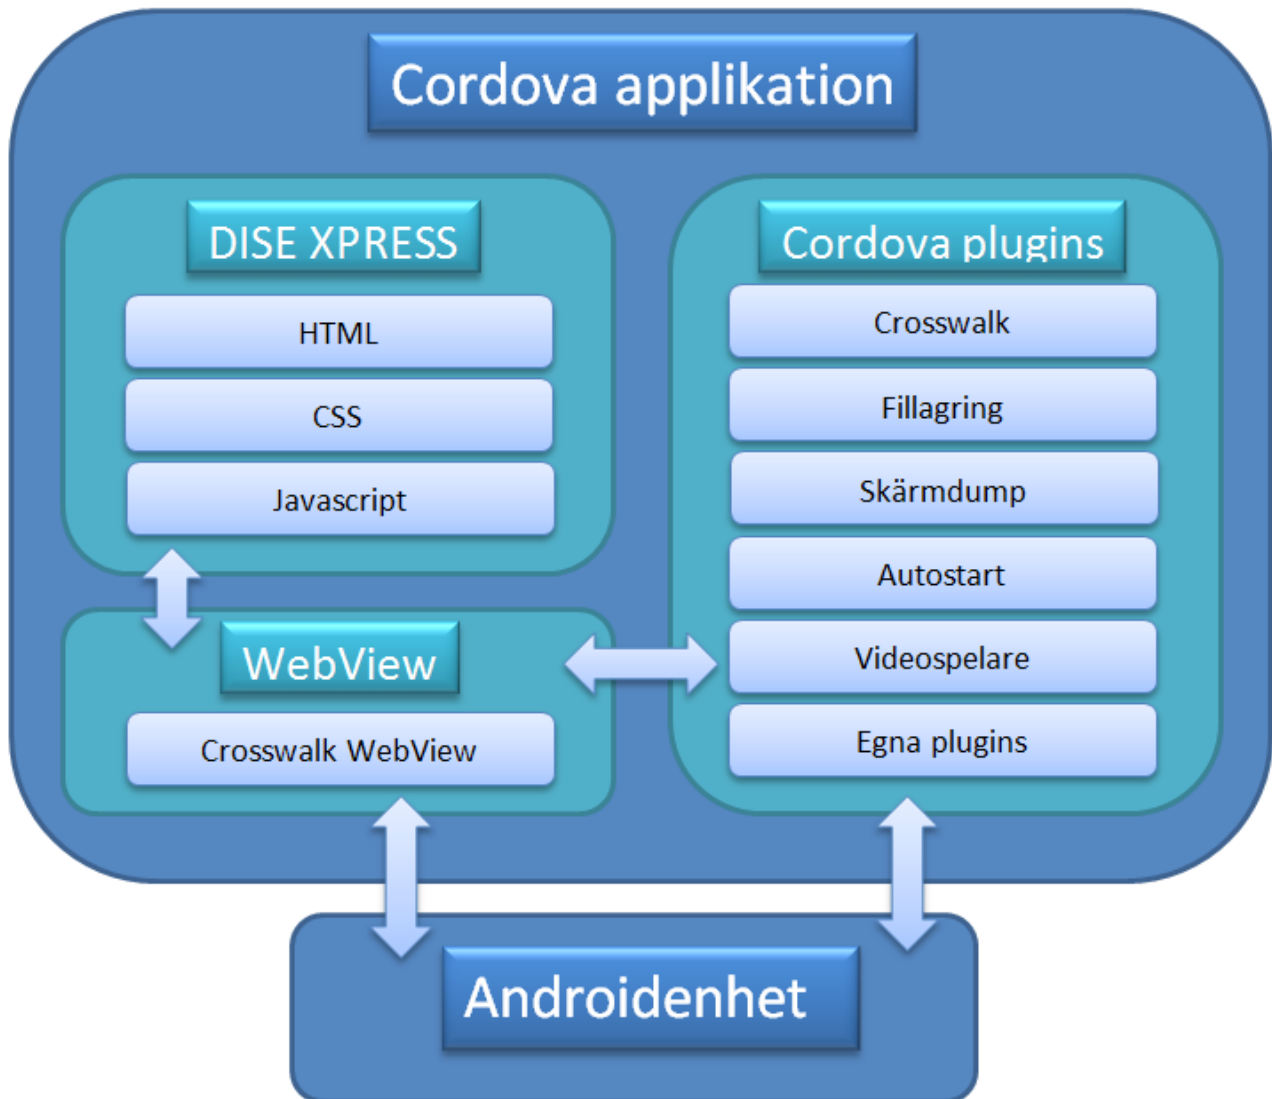 Cordova applikation
DISE XPRESS
HTML
CSS
Javascript
WebView
Crosswalk WebView
Cordova plugins
Crosswalk
Fillagring
Skärmdump
Autostart
Videospelare
Egna plugins
Androidenhet